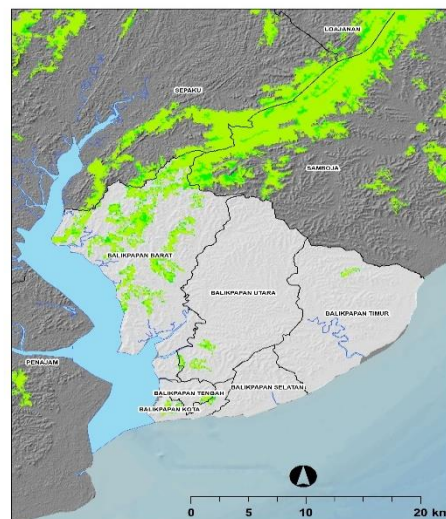 LOAJANAN
SEPAKU
SAMBOJA
BALIKPAPAN BARAT
BALIKPAPAN UTARA
BALIKPAPAN TIMUR
PENAJAM
BALIKPAPAN SELATAN
BALIKPAPAN TENGAH
BALIKPAPAN KOTA
0 5 10 20 km